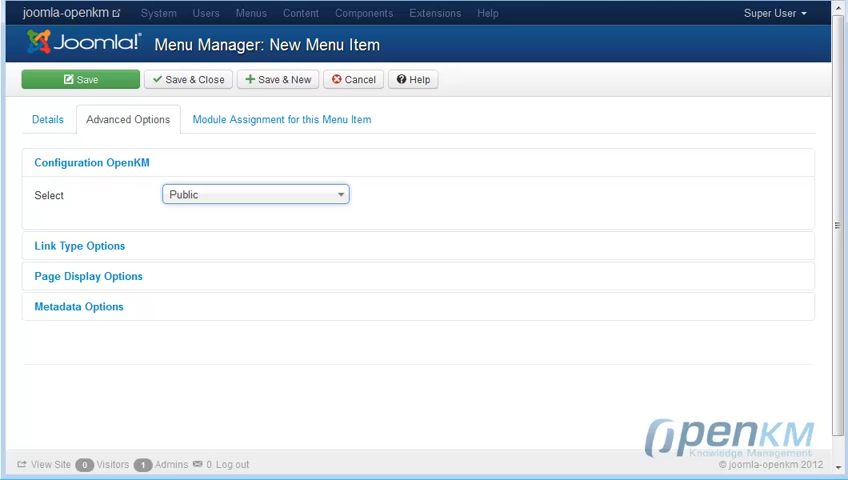 joomla-openkm System Users Menus Content Components Extensions Help Super User
Joomla!® Menu Manager: New Menu Item
Save Save & Close Save & New Cancel Help
Details Advanced Options Module Assignment for this Menu Item
Configuration OpenKM
Select Public
Link Type Options
Page Display Options
Metadata Options
OpenKM
Knowledge Management
View Site 0 Visitors 1 Admins 0 Log out © joomla-openkm 2012